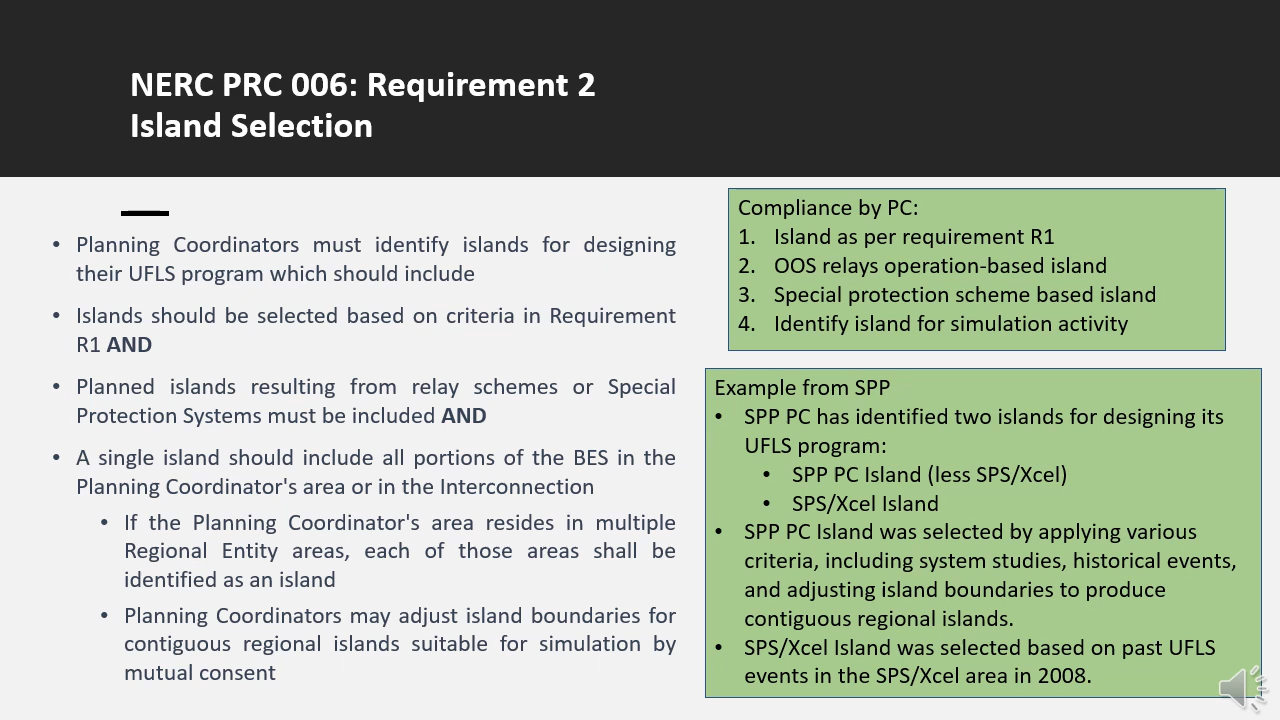 NERC PRC 006: Requirement 2
Island Selection
• Planning Coordinators must identify islands for designing
their UFLS program which should include
• Islands should be selected based on criteria in Requirement
R1 AND
• Planned islands resulting from relay schemes or Special
Protection Systems must be included AND
• A single island should include all portions of the BES in the
Planning Coordinator's area or in the Interconnection
• If the Planning Coordinator's area resides in multiple
Regional Entity areas, each of those areas shall be
identified as an island
• Planning Coordinators may adjust island boundaries for
contiguous regional islands suitable for simulation by
mutual consent
Compliance by PC:
1. Island as per requirement R1
2. OOS relays operation-based island
3. Special protection scheme based island
4. Identify island for simulation activity
Example from SPP
• SPP PC has identified two islands for designing its
UFLS program:
• SPP PC Island (less SPS/Xcel)
• SPS/Xcel Island
• SPP PC Island was selected by applying various
criteria, including system studies, historical events,
and adjusting island boundaries to produce
contiguous regional islands.
• SPS/Xcel Island was selected based on past UFLS
events in the SPS/Xcel area in 2008.